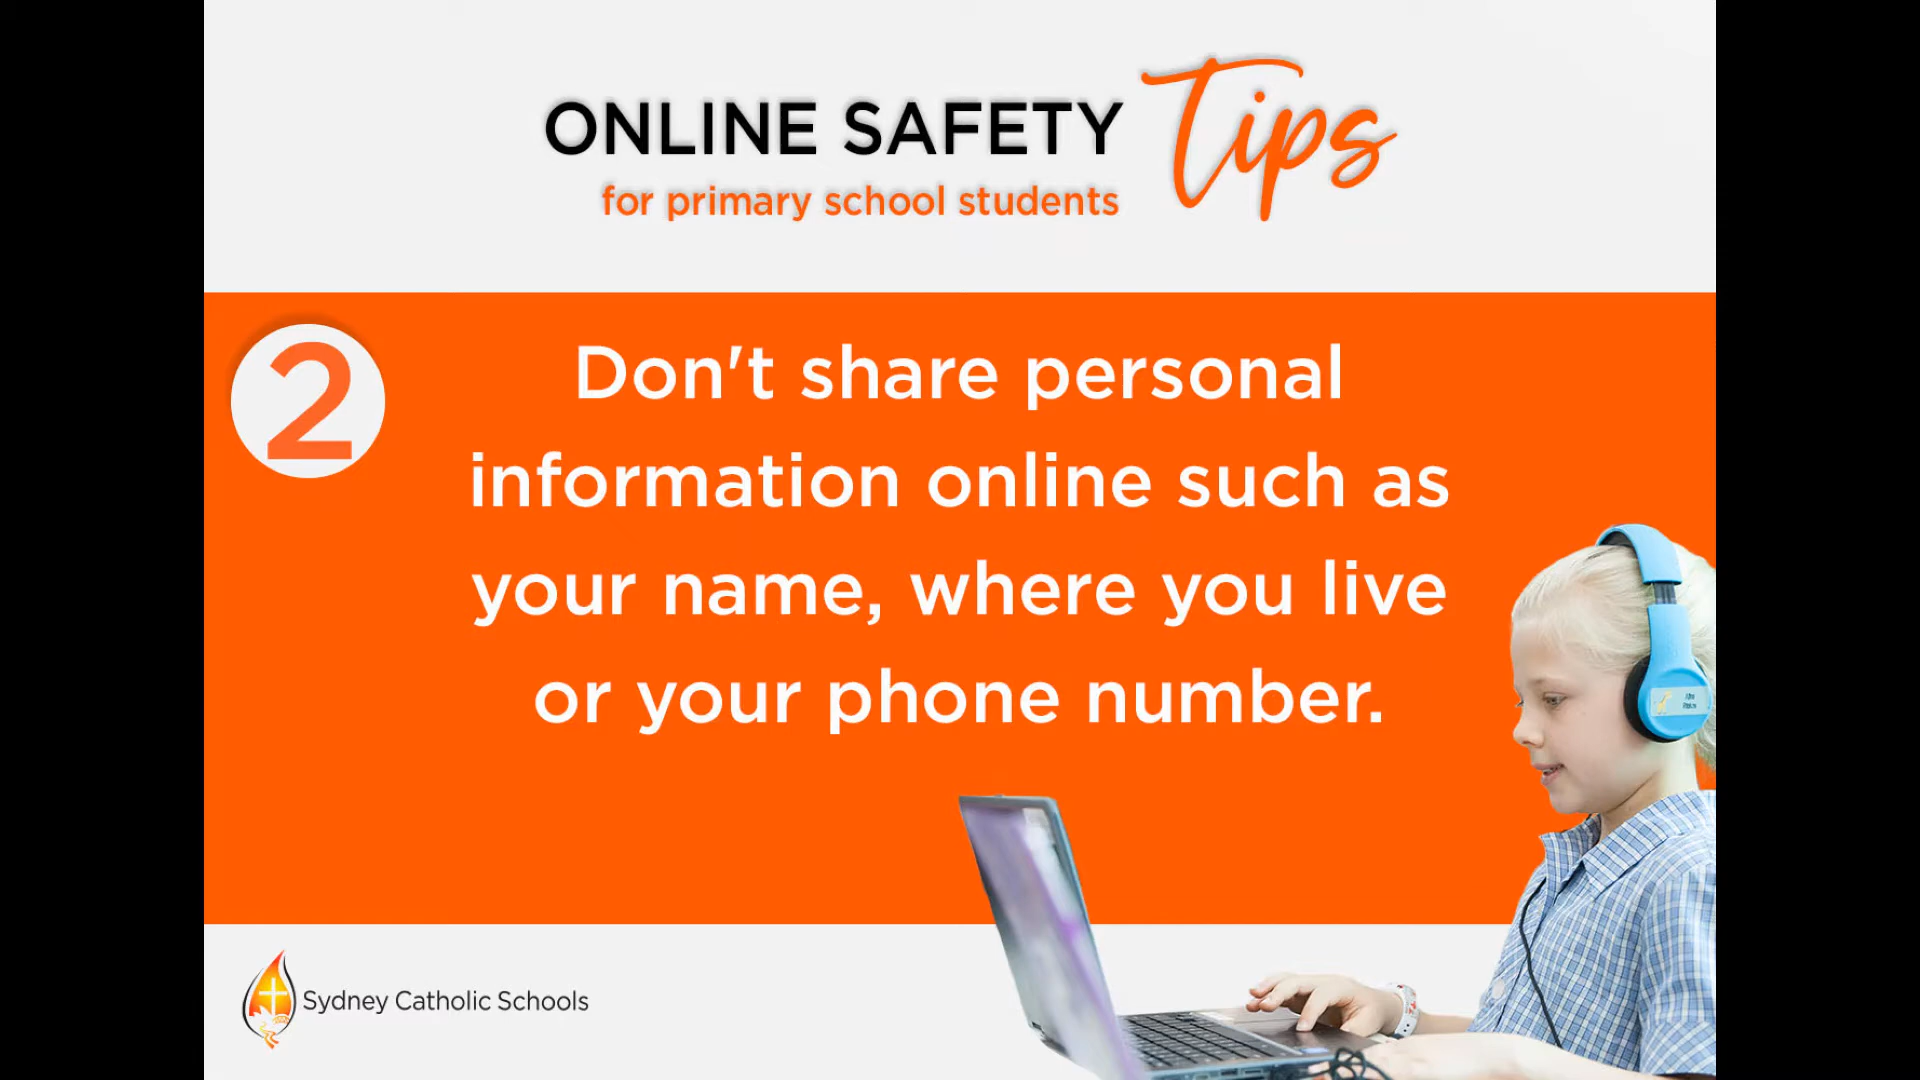 ONLINE SAFETY Tips
for primary school students
2
Don't share personal
information online such as
your name, where you live
or your phone number.
Sydney Catholic Schools